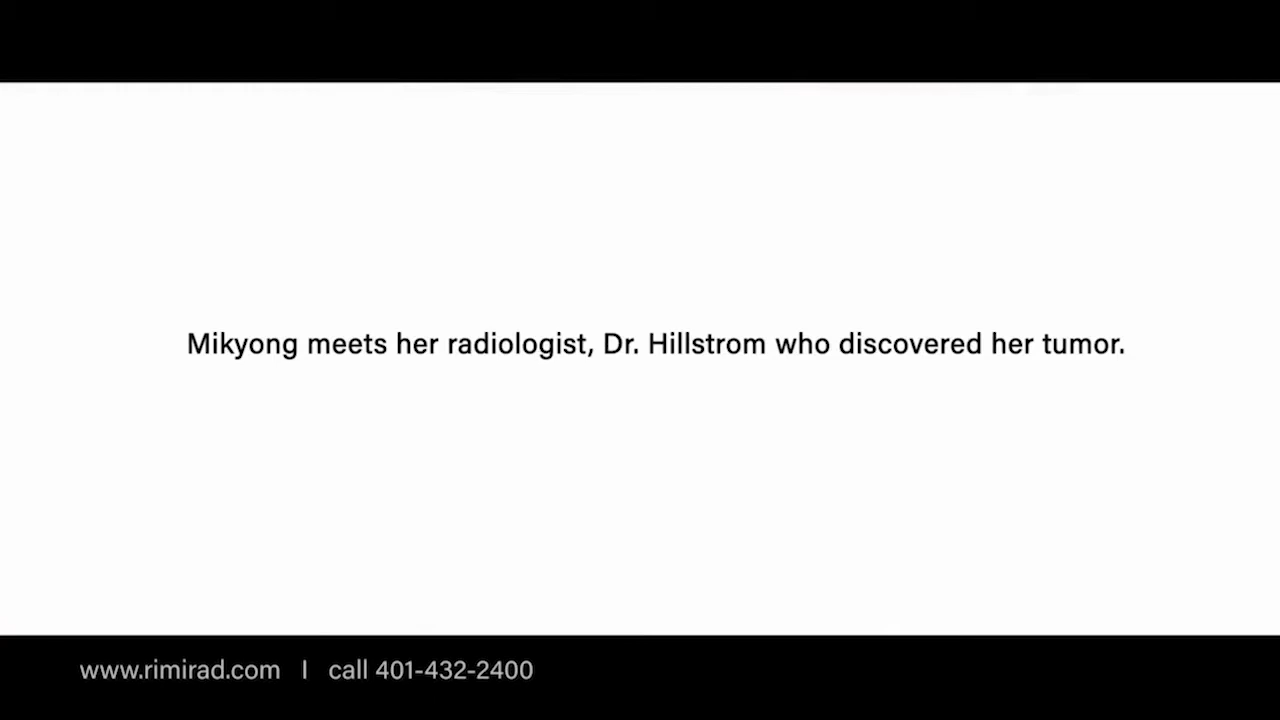 Mikyong meets her radiologist, Dr. Hillstrom who discovered her tumor.
www.rimirad.com | call 401-432-2400